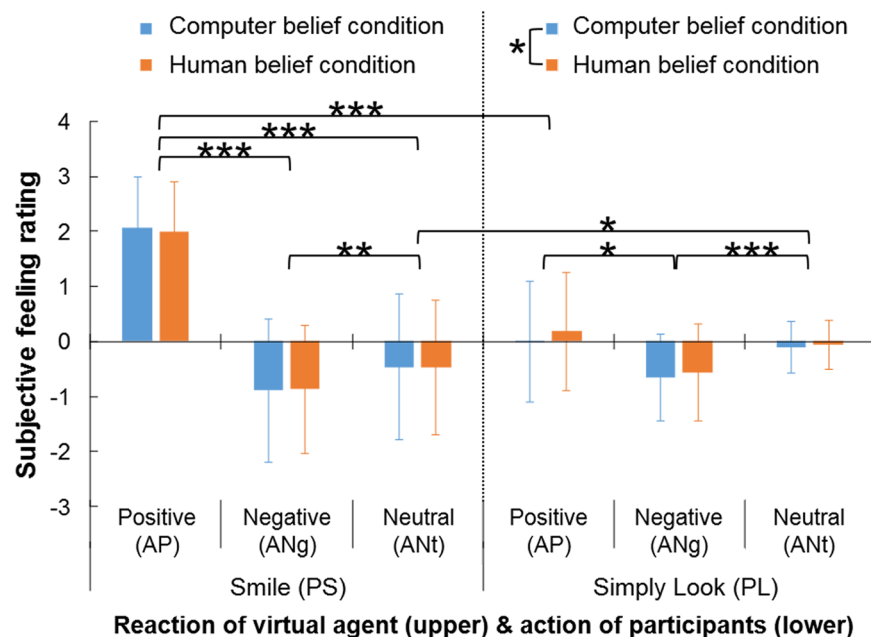 Computer belief condition
Human belief condition
Computer belief condition
Human belief condition
*
***
***
***
**
*
*
***
Subjective feeling rating
4
3
2
1
0
-1
-2
-3
Positive (AP)
Negative (ANg)
Neutral (ANt)
Positive (AP)
Negative (ANg)
Neutral (ANt)
Smile (PS)
Simply Look (PL)
Reaction of virtual agent (upper) & action of participants (lower)